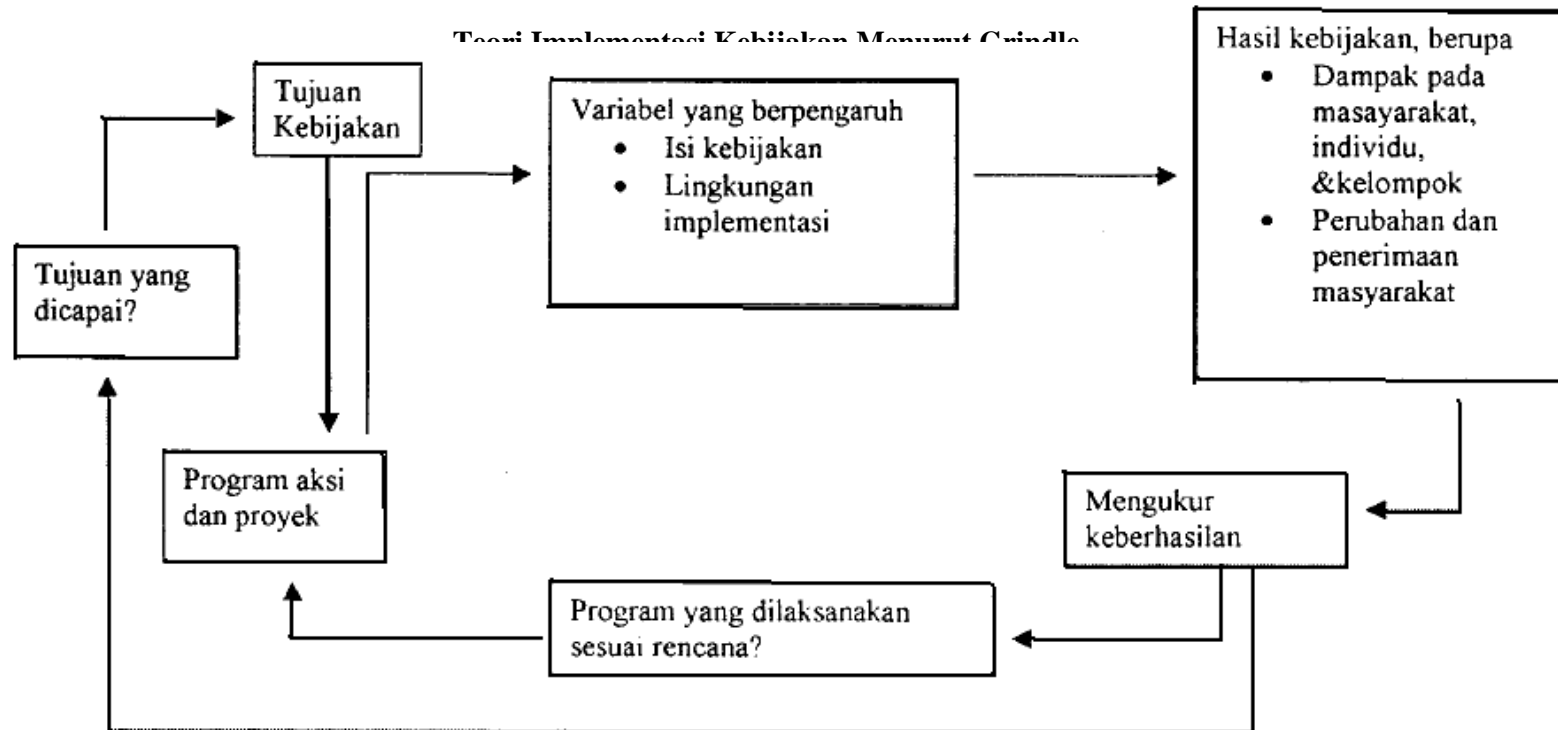 Teori Implementasi Kebijakan Menurut Grindle
Tujuan
Kebijakan
Variabel yang berpengaruh
• Isi kebijakan
• Lingkungan
implementasi
Hasil kebijakan, berupa
• Dampak pada
masayarakat,
individu,
&kelompok
• Perubahan dan
penerimaan
masyarakat
Tujuan yang
dicapai?
Program aksi
dan proyek
Mengukur
keberhasilan
Program yang dilaksanakan
sesuai rencana?